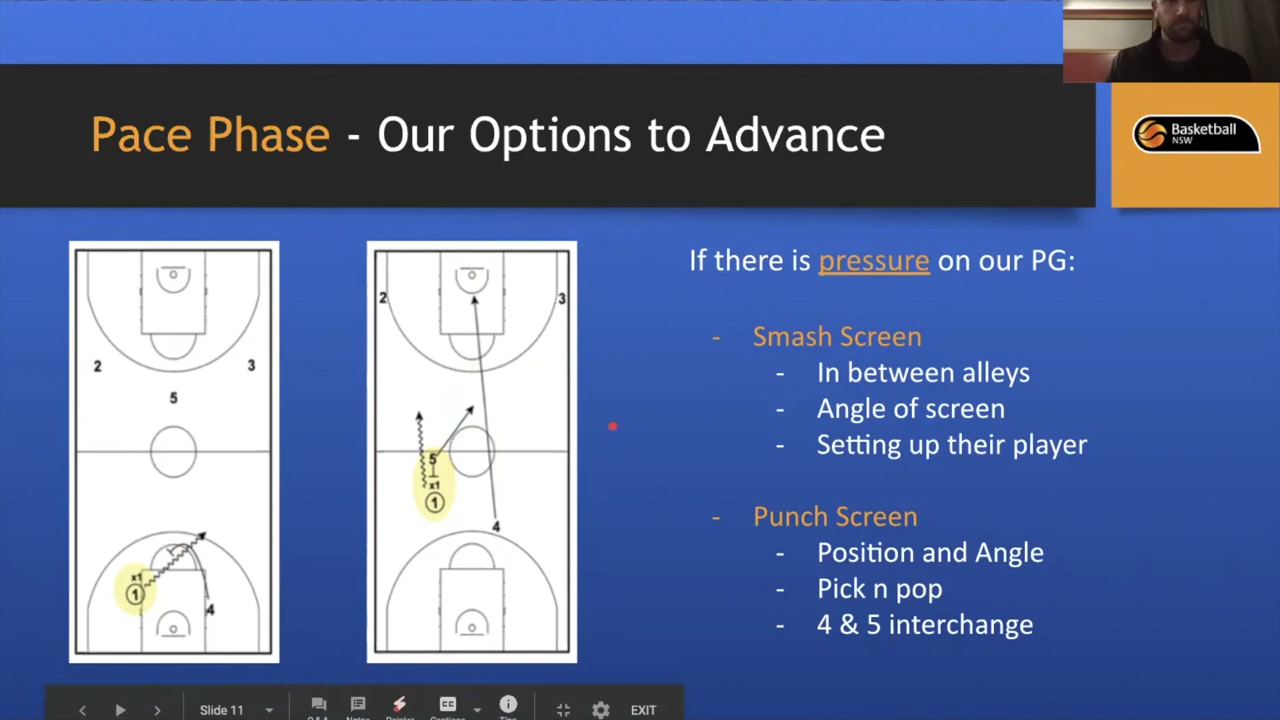 Pace Phase - Our Options to Advance
Basketball
NSW
If there is pressure on our PG:
- Smash Screen
- In between alleys
- Angle of screen
- Setting up their player
- Punch Screen
- Position and Angle
- Pick n pop
- 4 & 5 interchange
2
3
5
x1
1
4
2
3
5
x1
1
4
Slide 11
EXIT